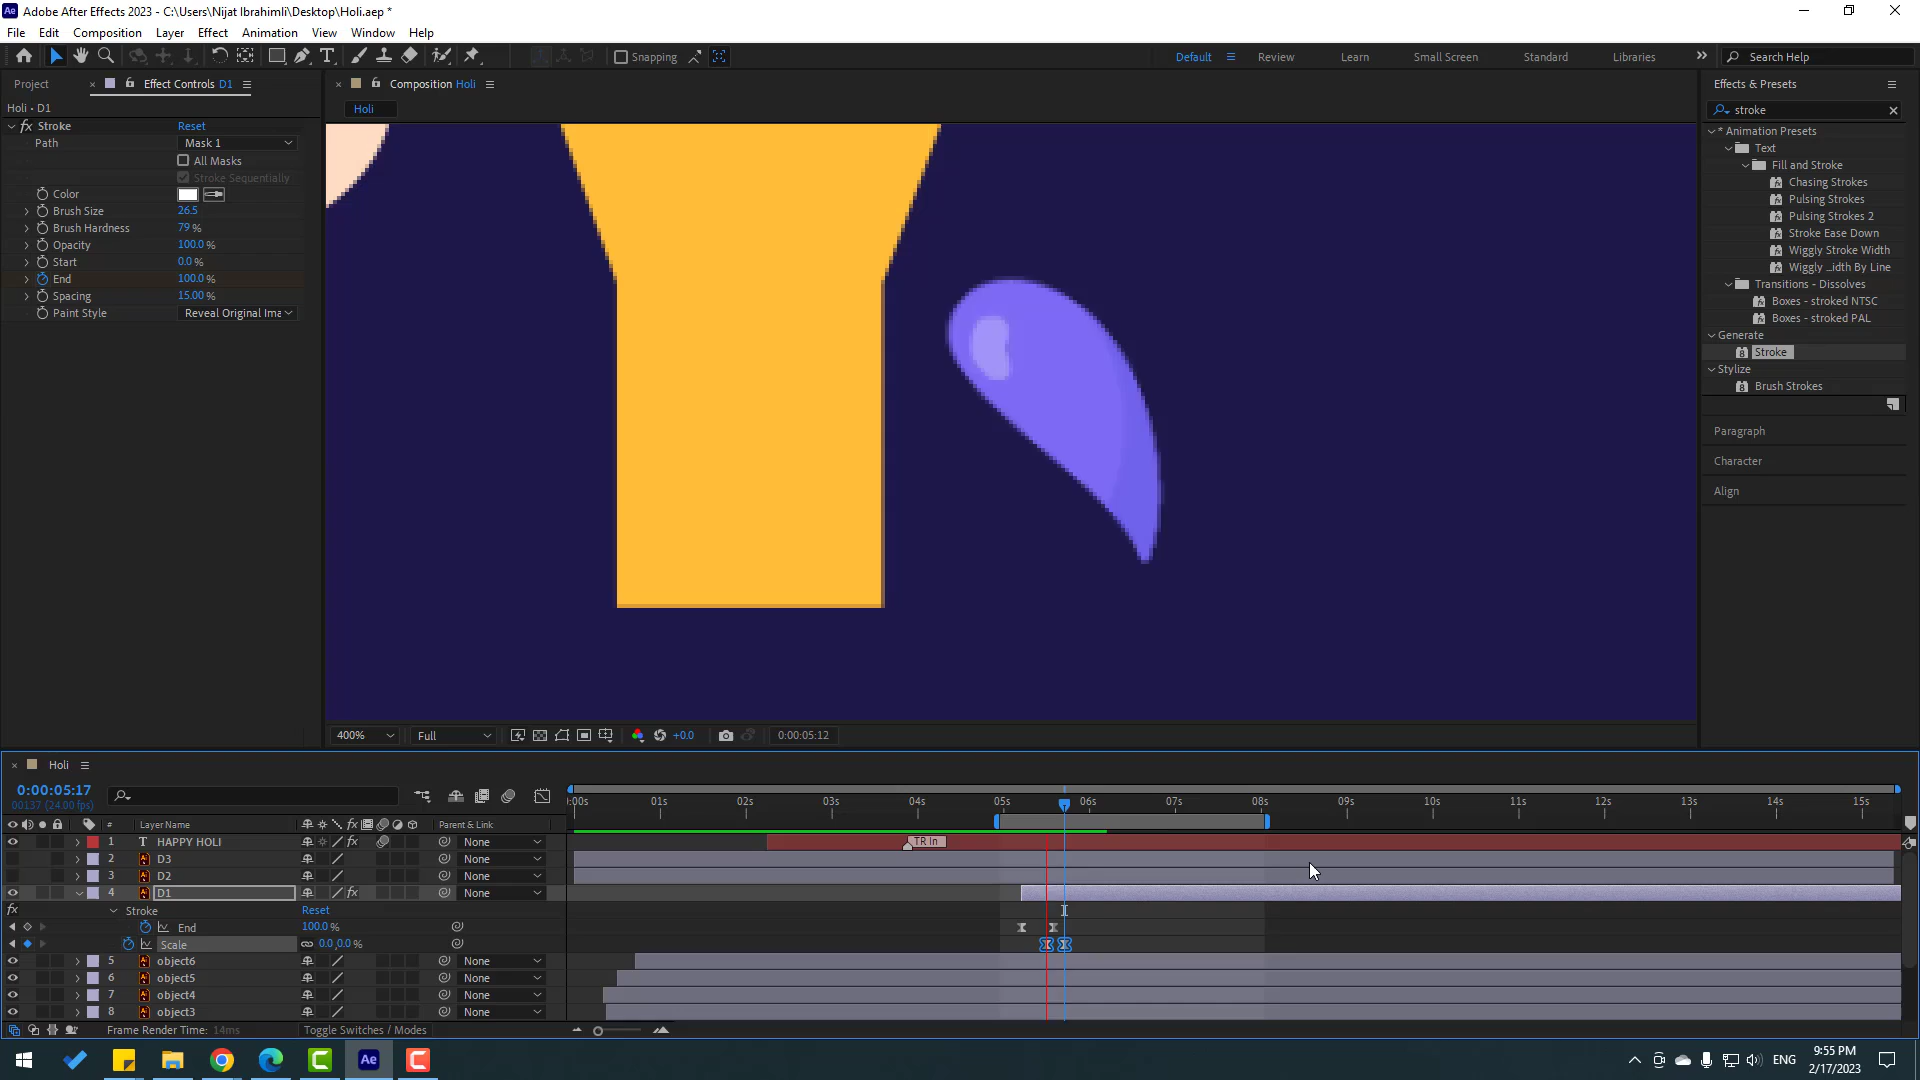 Adobe After Effects 2023 - C:\Users\Nijat Ibrahimli\Desktop\Holi.aep *
File Edit Composition Layer Effect Animation View Window Help
Snapping Default Review Learn Small Screen Standard Libraries Search Help
Project Effect Controls D1 Composition Holi Effects & Presets
Holi • D1 Holi stroke
fx Stroke Reset
Path Mask 1
All Masks
Stroke Sequentially
Color
Brush Size 26.5
Brush Hardness 79 %
Opacity 100.0 %
Start 0.0 %
End 100.0 %
Spacing 15.00 %
Paint Style Reveal Original Ima
* Animation Presets
Text
Fill and Stroke
Chasing Strokes
Pulsing Strokes
Pulsing Strokes 2
Stroke Ease Down
Wiggly Stroke Width
Wiggly ...idth By Line
Transitions - Dissolves
Boxes - stroked NTSC
Boxes - stroked PAL
Generate
Stroke
Stylize
Brush Strokes
Paragraph
Character
Align
400% Full +0.0 0:00:05:12
Holi
0:00:05:17
00137 (24.00 fps)
:00s 01s 02s 03s 04s 05s 06s 07s 08s 09s 10s 11s 12s 13s 14s 15s
# Layer Name fx Parent & Link
1 T HAPPY HOLI fx None TR In
2 D3 None
3 D2 None
4 D1 fx None
fx Stroke Reset
End 100.0 %
Scale 0.0,0.0 %
5 object6 None
6 object5 None
7 object4 None
8 object3 None
Frame Render Time: 14ms Toggle Switches / Modes
ENG 9:55 PM
2/17/2023